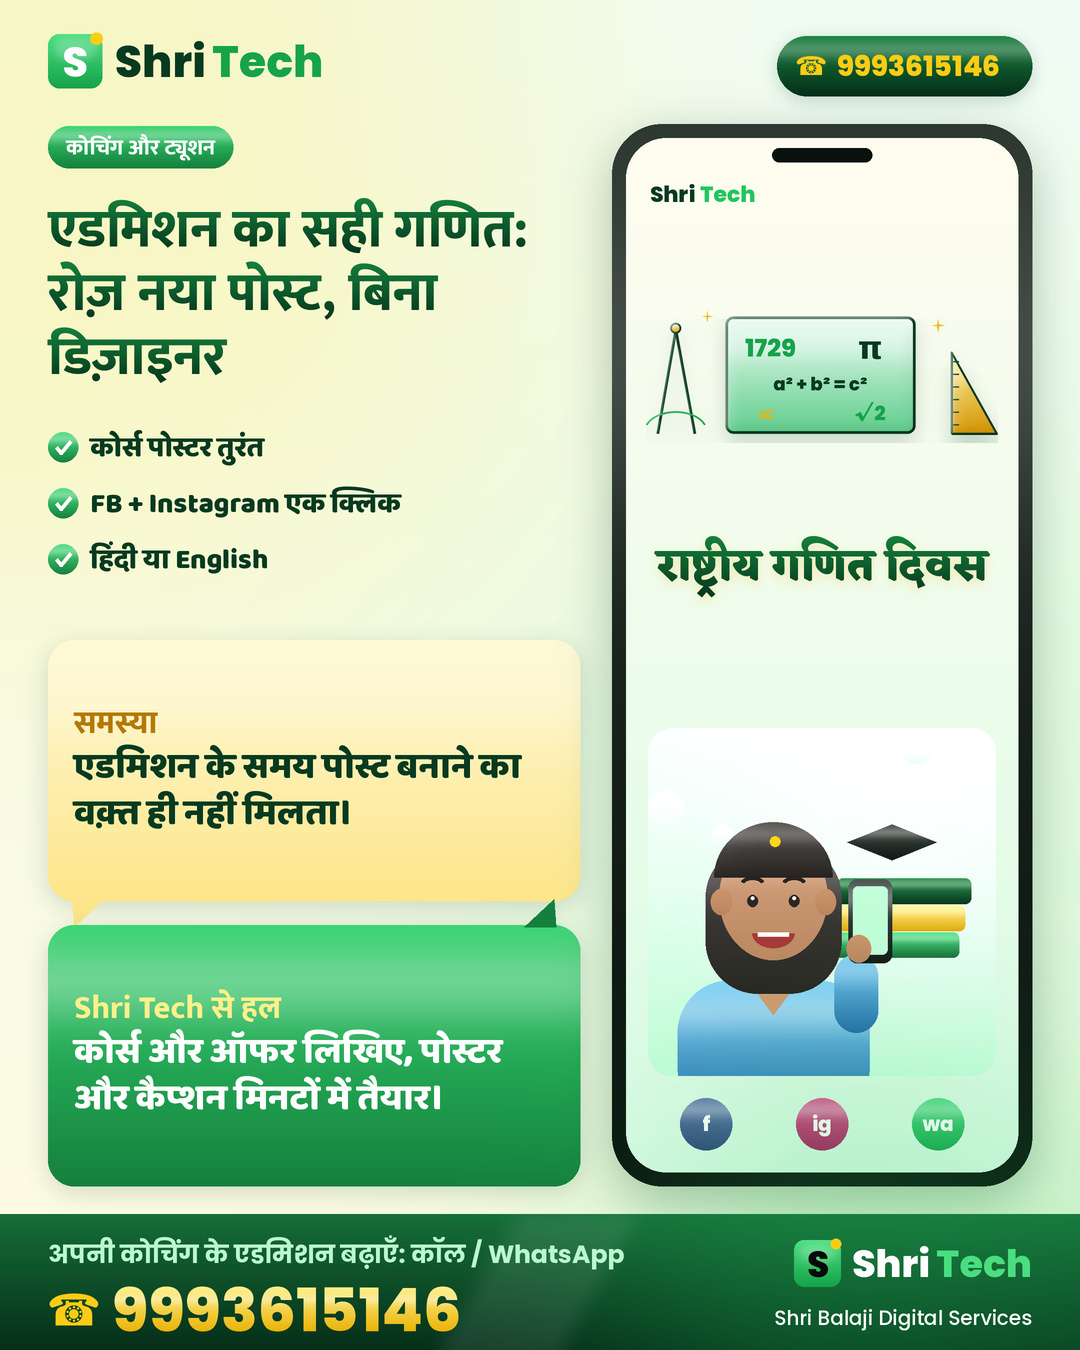 Shri Tech
☎ 9993615146
कोचिंग और ट्यूशन
एडमिशन का सही गणित:
रोज़ नया पोस्ट, बिना
डिज़ाइनर
कोर्स पोस्टर तुरंत
FB + Instagram एक क्लिक
हिंदी या English
समस्या
एडमिशन के समय पोस्ट बनाने का
वक़्त ही नहीं मिलता।
Shri Tech से हल
कोर्स और ऑफर लिखिए, पोस्टर
और कैप्शन मिनटों में तैयार।
Shri Tech
1729 π
a² + b² = c²
∞ √2
राष्ट्रीय गणित दिवस
f ig wa
अपनी कोचिंग के एडमिशन बढ़ाएँ: कॉल / WhatsApp
☎ 9993615146
S Shri Tech
Shri Balaji Digital Services